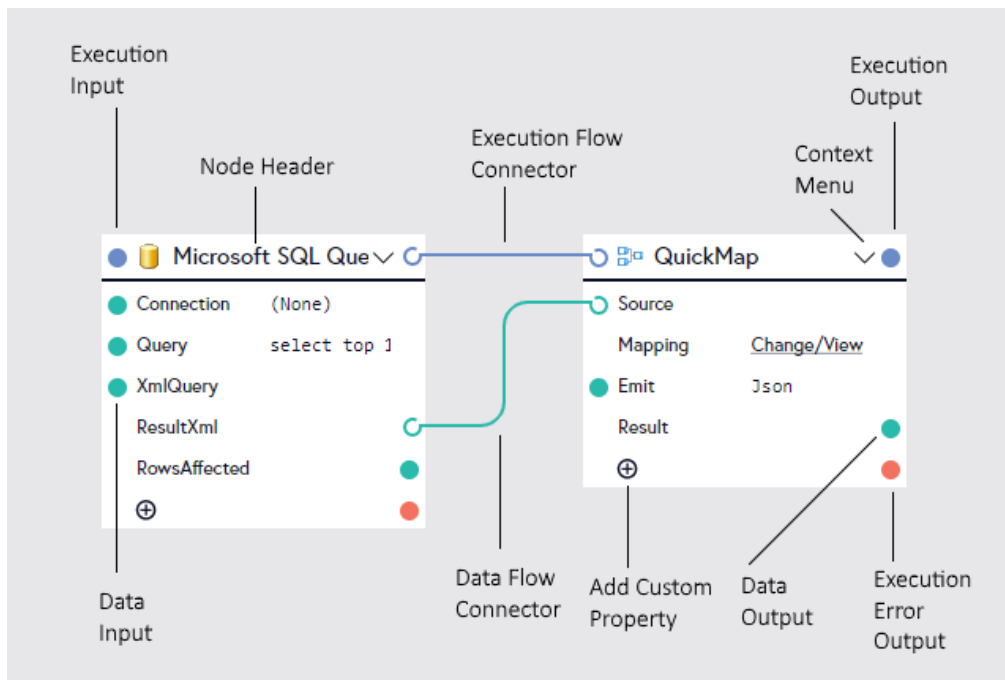 Execution
Input
Execution
Output
Execution Flow
Connector
Node Header
Context
Menu
Microsoft SQL Que
Connection (None)
Query select top 1
XmlQuery
ResultXml
RowsAffected
QuickMap
Source
Mapping Change/View
Emit Json
Result
Data
Input
Data Flow
Connector
Add Custom
Property
Data
Output
Execution
Error
Output